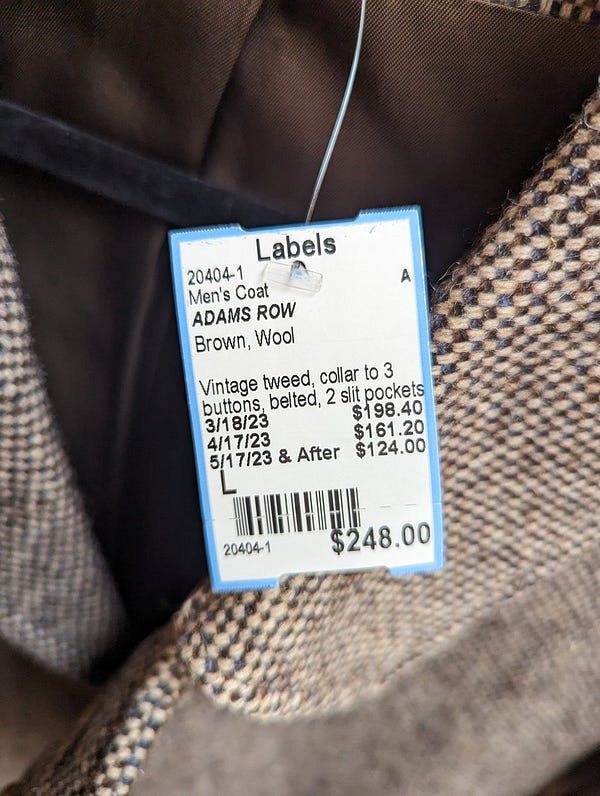 Labels
20404-1 A
Men's Coat
ADAMS ROW
Brown, Wool
Vintage tweed, collar to 3
buttons, belted, 2 slit pockets
3/18/23 $198.40
4/17/23 $161.20
5/17/23 & After $124.00
L
20404-1 $248.00